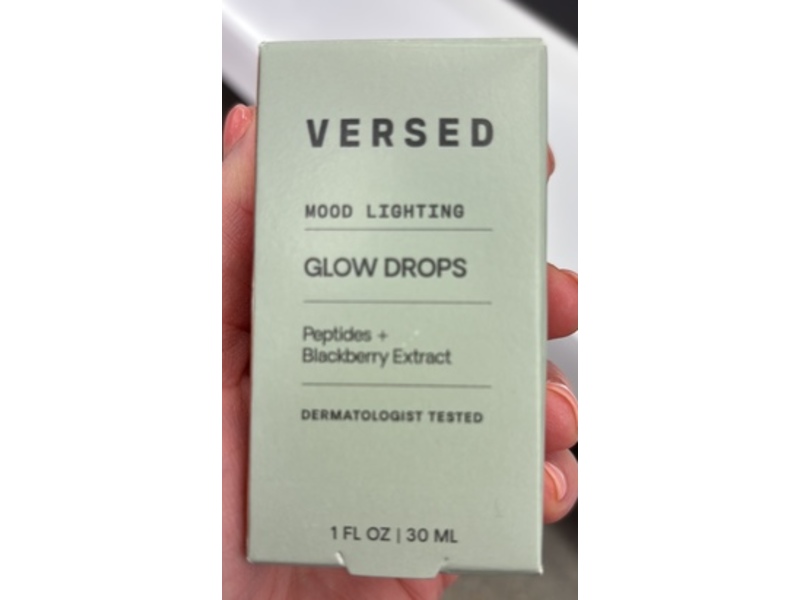 VERSED
MOOD LIGHTING
GLOW DROPS
Peptides +
Blackberry Extract
DERMATOLOGIST TESTED
1 FL OZ | 30 ML